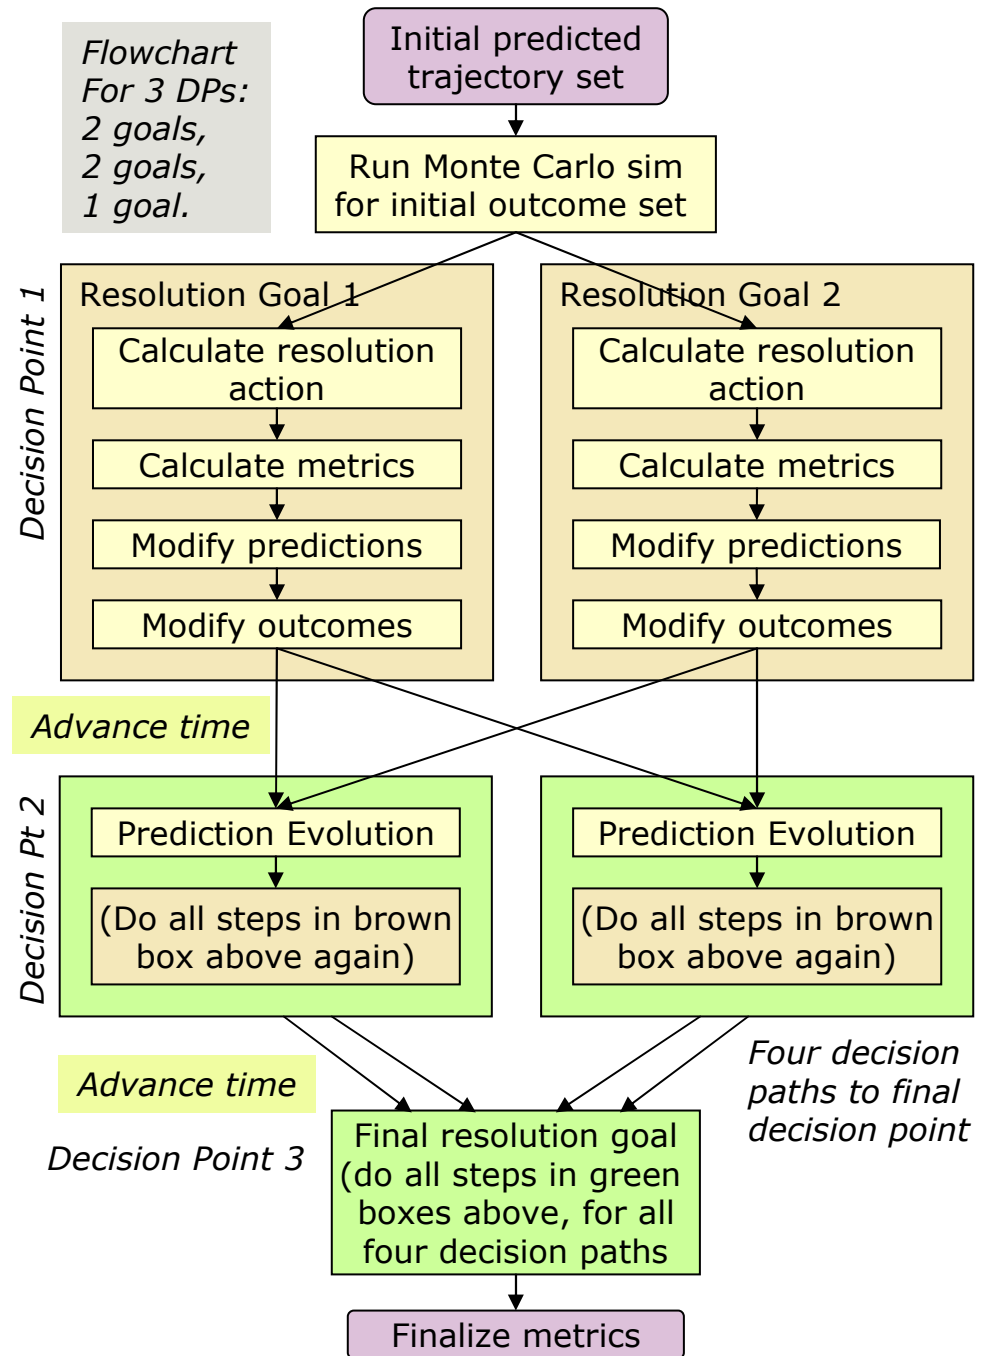 Flowchart
For 3 DPs:
2 goals,
2 goals,
1 goal.
Initial predicted
trajectory set
Run Monte Carlo sim
for initial outcome set
Decision Point 1
Resolution Goal 1
Calculate resolution
action
Calculate metrics
Modify predictions
Modify outcomes
Resolution Goal 2
Calculate resolution
action
Calculate metrics
Modify predictions
Modify outcomes
Advance time
Decision Pt 2
Prediction Evolution
(Do all steps in brown
box above again)
Prediction Evolution
(Do all steps in brown
box above again)
Advance time
Four decision
paths to final
decision point
Decision Point 3
Final resolution goal
(do all steps in green
boxes above, for all
four decision paths
Finalize metrics